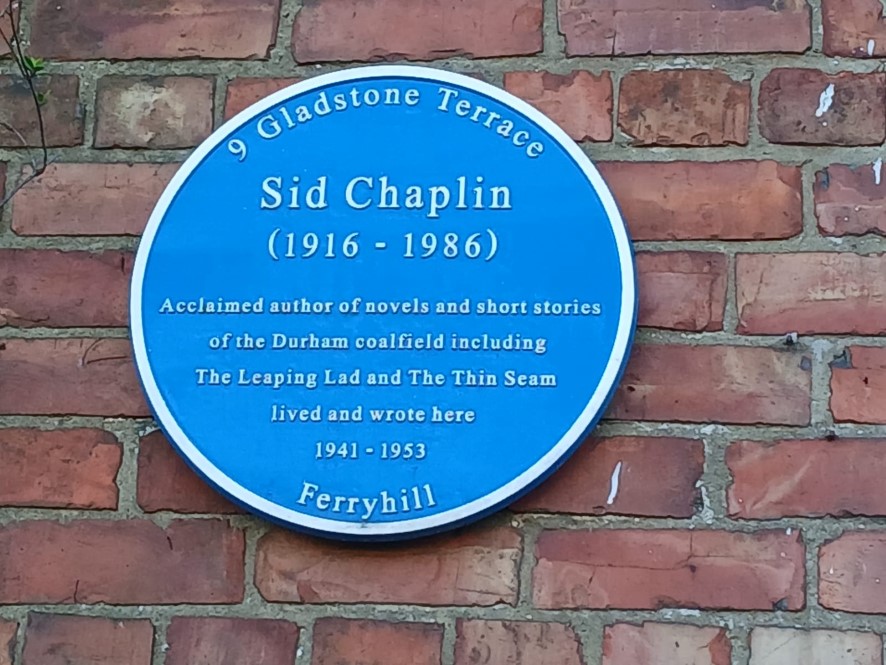 9 Gladstone Terrace
Sid Chaplin
(1916 - 1986)
Acclaimed author of novels and short stories
of the Durham coalfield including
The Leaping Lad and The Thin Seam
lived and wrote here
1941 - 1953
Ferryhill